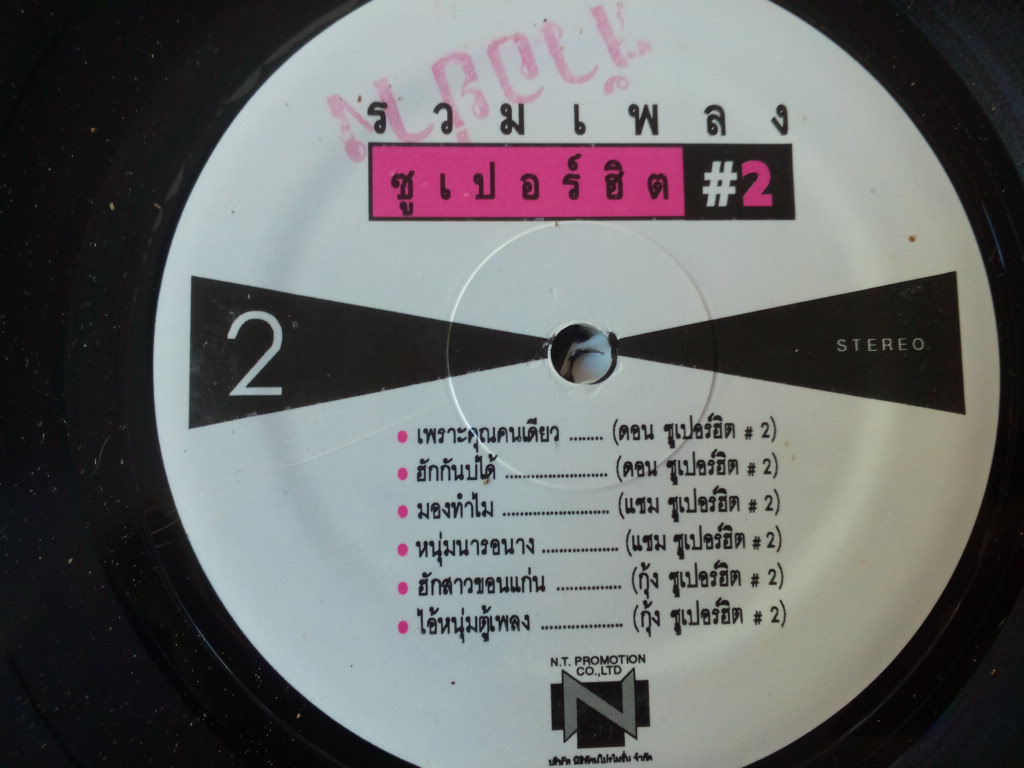 รวมเพลง
ซูเปอร์ฮิต #2
2
STEREO
• เพราะคุณคนเดียว ........ (ดอน ซูเปอร์ฮิต # 2)
• ฮักกันบ่ได้ ........................ (ดอน ซูเปอร์ฮิต # 2)
• มองทำไม ......................... (แซม ซูเปอร์ฮิต # 2)
• หนุ่มนารอนาง .................. (แซม ซูเปอร์ฮิต # 2)
• ฮักสาวขอนแก่น ............... (กุ้ง ซูเปอร์ฮิต # 2)
• ไอ้หนุ่มตู้เพลง ................... (กุ้ง ซูเปอร์ฮิต # 2)
N.T. PROMOTION
CO.,LTD
N